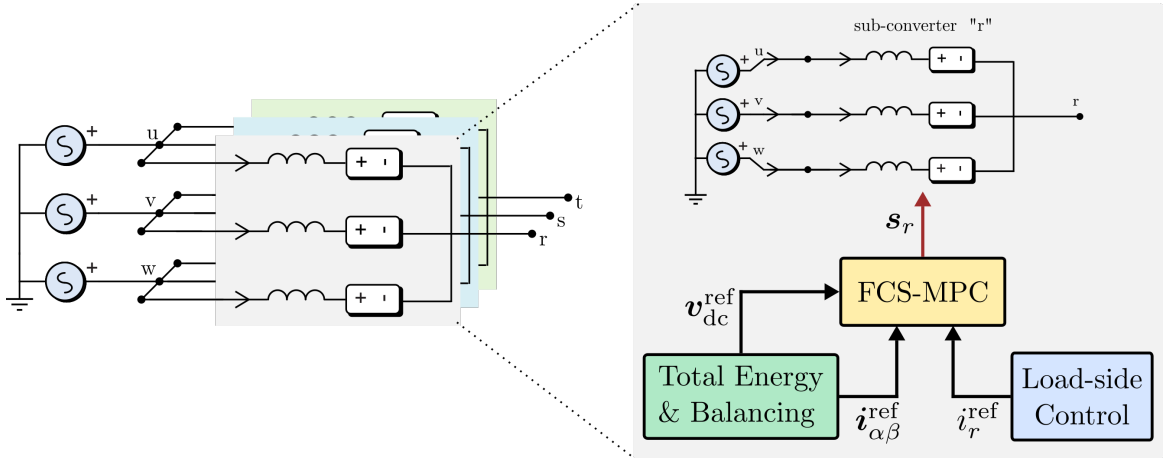 sub-converter "r"
+ u
+ -
+ v
+ -
r
+ w
+ -
+ u
+ -
+ v
+ -
+ w
+ -
t
s
r
s_r
FCS-MPC
v_dc^ref
Total Energy
& Balancing
i_αβ^ref
i_r^ref
Load-side
Control